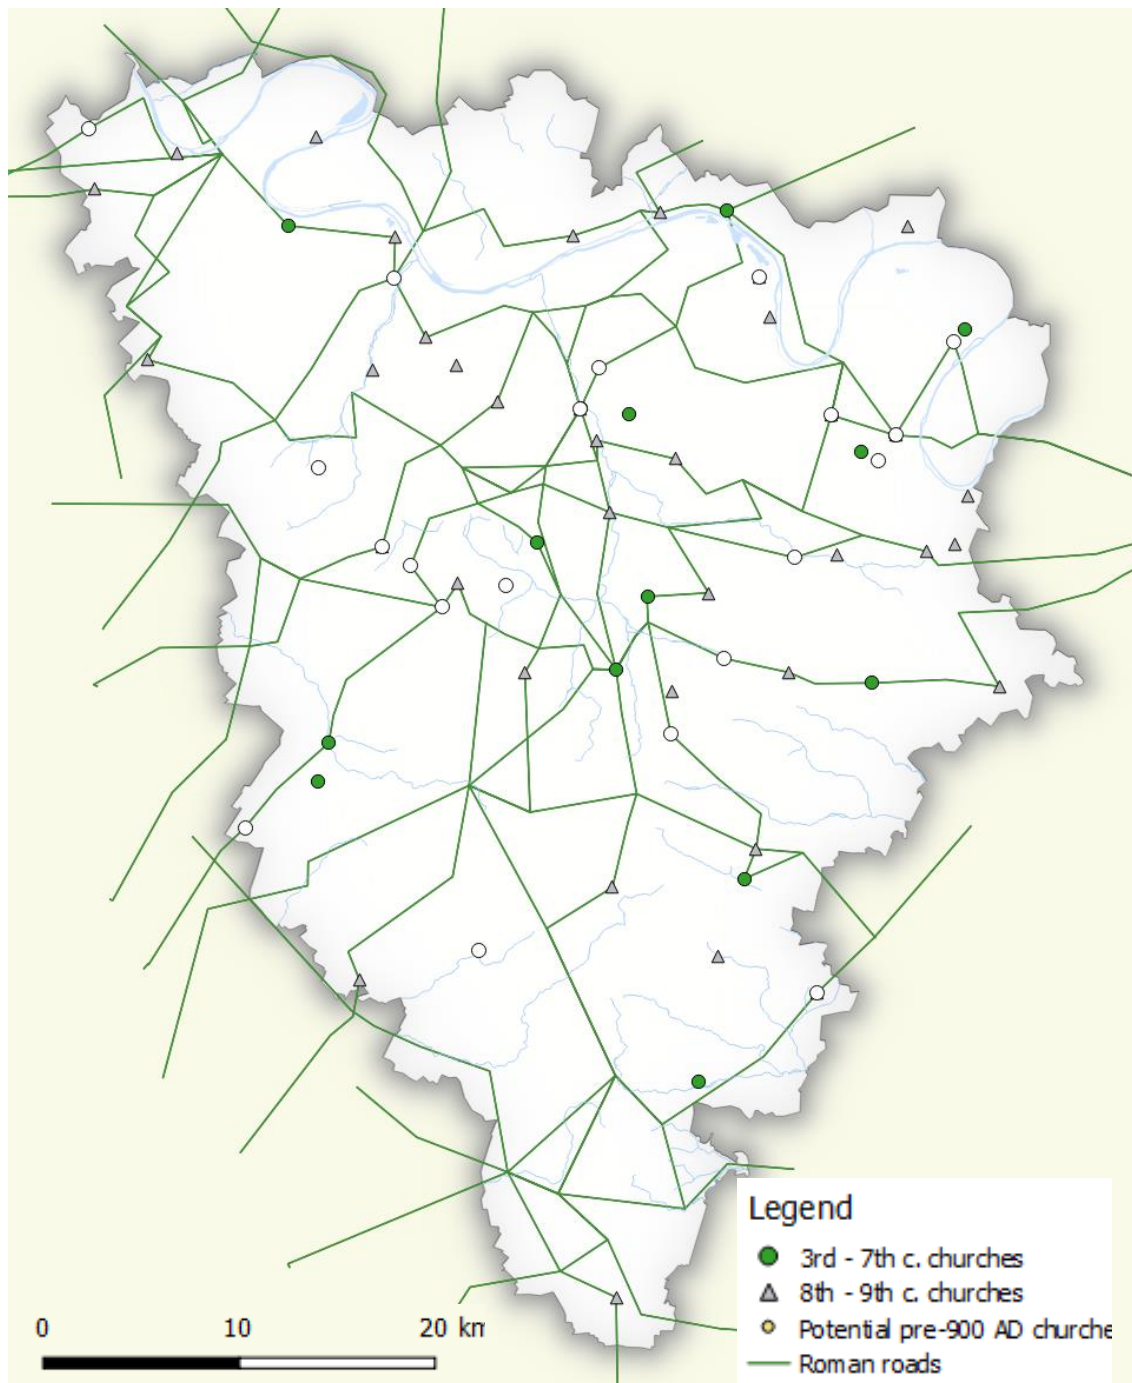 Legend
3rd - 7th c. churches
8th - 9th c. churches
Potential pre-900 AD churche
Roman roads
0 10 20 km